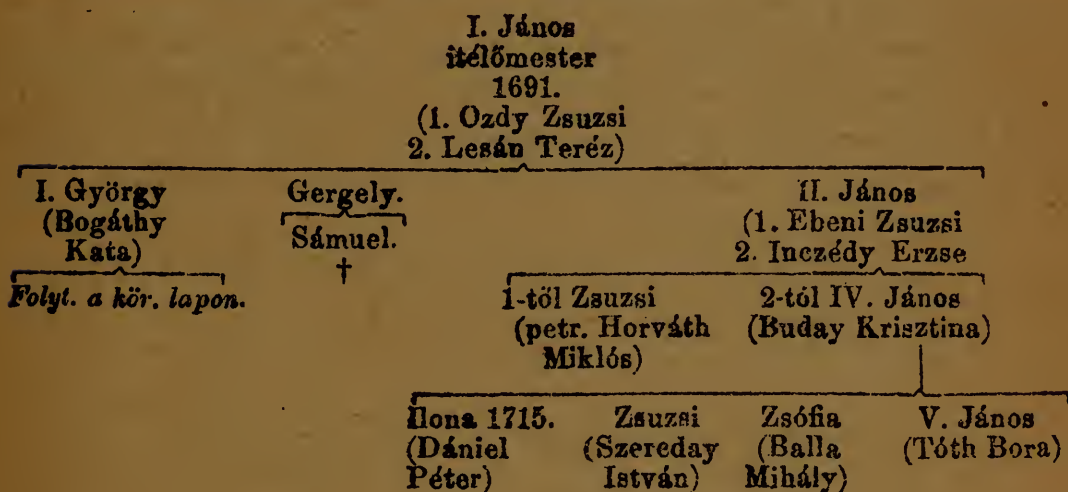 I. János
itélőmester
1691.
(1. Ozdy Zsuzsi
2. Lesán Teréz)
I. György
(Bogáthy
Kata)
Folyt. a köv. lapon.
Gergely.
Sámuel.
†
II. János
(1. Ebeni Zsuzsi
2. Inczédy Erzse
1-től Zsuzsi
(petr. Horváth
Miklós)
2-tól IV. János
(Buday Krisztina)
Ilona 1715.
(Dániel
Péter)
Zsuzsi
(Szereday
István)
Zsófia
(Balla
Mihály)
V. János
(Tóth Bora)